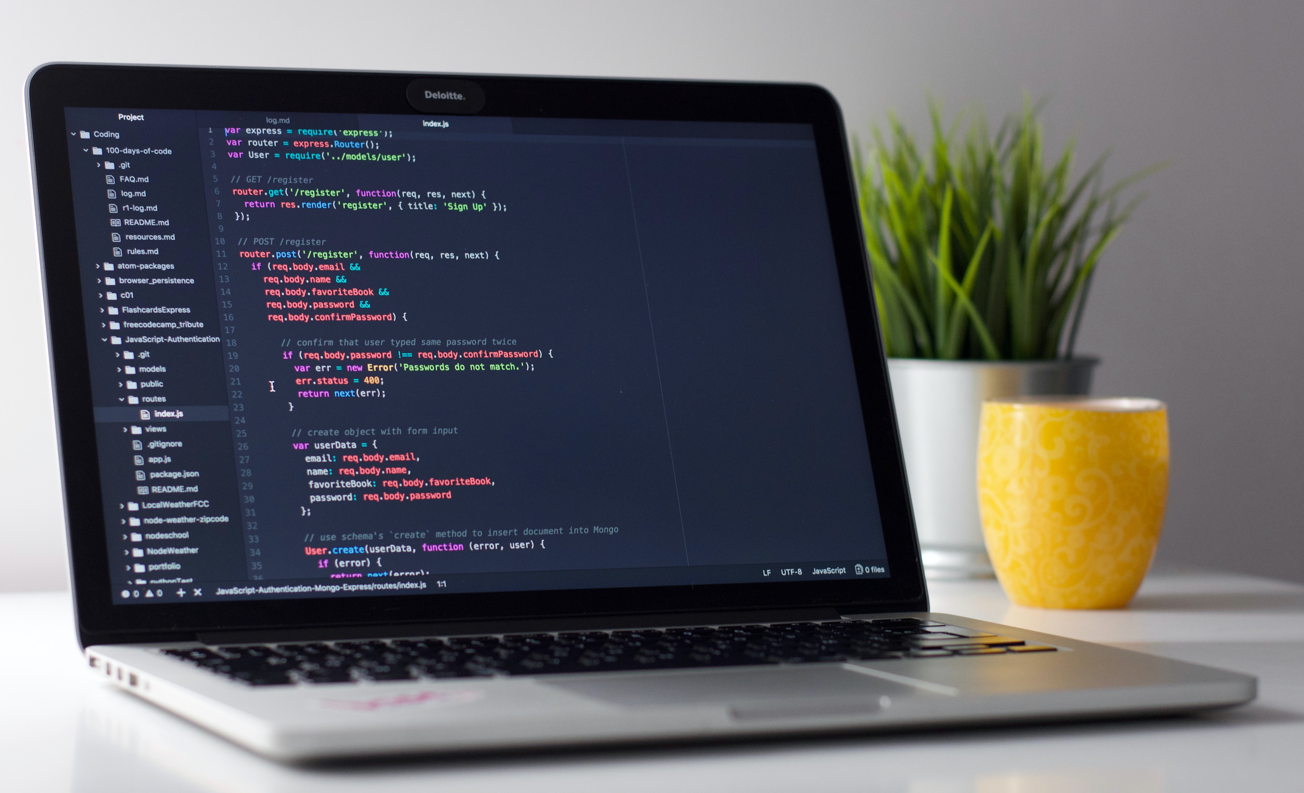 Deloitte.
Project
Coding
100-days-of-code
.git
FAQ.md
log.md
r1-log.md
README.md
resources.md
rules.md
atom-packages
browser_persistence
c01
FlashcardsExpress
freecodecamp_tribute
JavaScript-Authentication
.git
models
public
routes
index.js
views
.gitignore
app.js
package.json
README.md
LocalWeatherFCC
node-weather-zipcode
nodeschool
NodeWeather
portfolio
pythonTest
log.md
index.js
1 var express = require('express');
2 var router = express.Router();
3 var User = require('../models/user');
4
5 // GET /register
6 router.get('/register', function(req, res, next) {
7 return res.render('register', { title: 'Sign Up' });
8 });
9
10 // POST /register
11 router.post('/register', function(req, res, next) {
12 if (req.body.email &&
13 req.body.name &&
14 req.body.favoriteBook &&
15 req.body.password &&
16 req.body.confirmPassword) {
17
18 // confirm that user typed same password twice
19 if (req.body.password !== req.body.confirmPassword) {
20 var err = new Error('Passwords do not match.');
21 err.status = 400;
22 return next(err);
23 }
24
25 // create object with form input
26 var userData = {
27 email: req.body.email,
28 name: req.body.name,
29 favoriteBook: req.body.favoriteBook,
30 password: req.body.password
31 };
32
33 // use schema's `create` method to insert document into Mongo
34 User.create(userData, function (error, user) {
35 if (error) {
36 return next(error);
0 0 + × JavaScript-Authentication-Mongo-Express/routes/index.js 1:1 LF UTF-8 JavaScript 0 files